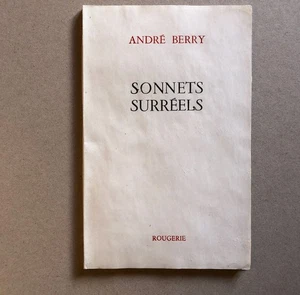 ANDRÉ BERRY
SONNETS
SURRÉELS
ROUGERIE